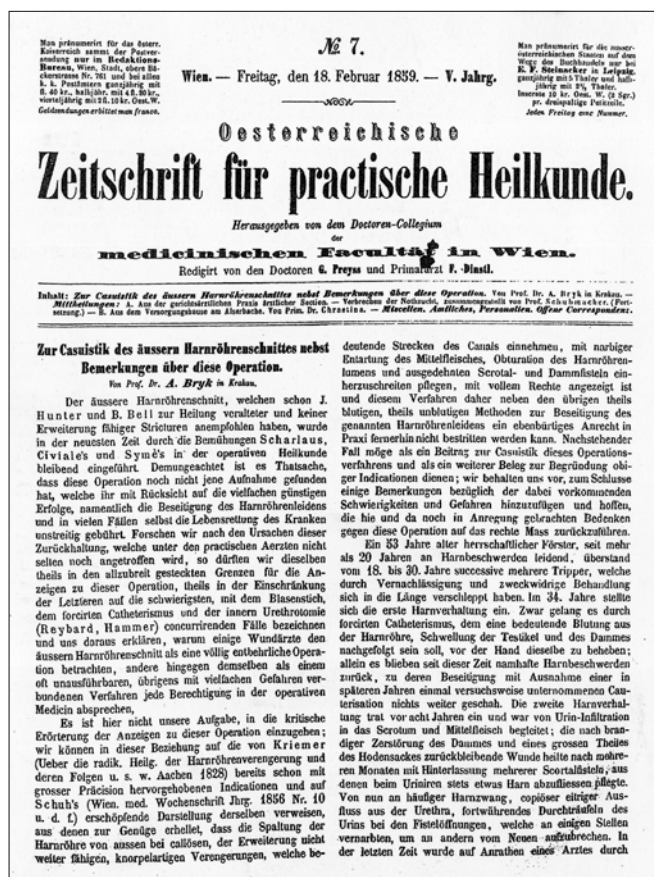 Man pränumerirt für das österr.
Kaiserreich sammt der Postver-
sendung nur im Redaktions-
Bureau, Wien, Stadt, obere Bä-
ckerstrasse Nr. 761 und bei allen
k. k. Postämtern ganzjährig mit
fl. 40 kr., halbjähr. mit 4 fl. 20 kr.,
vierteljährig mit 2 fl. 10 kr. Oest. W.
Geldsendungen erbittet man franco.
№ 7.
Wien. — Freitag, den 18. Februar 1859. — V. Jahrg.
Man pränumerirt für die ausser-
österreichischen Staaten auf dem
Wege des Buchhandels nur bei
E. F. Steinacker in Leipzig,
ganzjährig mit 5 Thaler und halb-
jährig mit 2½ Thaler.
Inserate 10 kr. Oest. W. (2 Sgr.)
pr. dreispaltige Petitzeile.
Jeden Freitag eine Nummer.
Oesterreichische
Zeitschrift für practische Heilkunde.
Herausgegeben von dem Doctoren-Collegium
der
medicinischen Facultät in Wien.
Redigirt von den Doctoren G. Preyss und Primararzt F. Dinstl.
Inhalt: Zur Casuistik des äussern Harnröhrenschnittes nebst Bemerkungen über diese Operation. Von Prof. Dr. A. Bryk in Krakau. —
Mittheilungen: A. Aus der gerichtsärztlichen Praxis ärztlicher Section. — Verbrechen der Nothzucht, zusammengestellt von Prof. Schuhmacher. (Fort-
setzung.) — B. Aus dem Versorgungshause am Alserbache. Von Prim. Dr. Chrastina. — Miscellen. Amtliches, Personalien. Offene Correspondenz.
Zur Casuistik des äussern Harnröhrenschnittes nebst
Bemerkungen über diese Operation.
Von Prof. Dr. A. Bryk in Krakau.
Der äussere Harnröhrenschnitt, welchen schon J.
Hunter und B. Bell zur Heilung veralteter und keiner
Erweiterung fähiger Stricturen anempfohlen haben, wurde
in der neuesten Zeit durch die Bemühungen Scharlaus,
Civiale's und Syme's in der operativen Heilkunde
bleibend eingeführt. Demungeachtet ist es Thatsache,
dass diese Operation noch nicht jene Aufnahme gefunden
hat, welche ihr mit Rücksicht auf die vielfachen günstigen
Erfolge, namentlich die Beseitigung des Harnröhrenleidens
und in vielen Fällen selbst die Lebensrettung des Kranken
unstreitig gebührt. Forschen wir nach den Ursachen dieser
Zurückhaltung, welche unter den practischen Aerzten nicht
selten noch angetroffen wird, so dürften wir dieselben
theils in den allzubreit gesteckten Grenzen für die An-
zeigen zu dieser Operation, theils in der Einschränkung
der Letzteren auf die schwierigsten, mit dem Blasenstich,
dem forcirten Catheterismus und der innern Urethrotomie
(Reybard, Hammer) concurrirenden Fälle bezeichnen
und uns daraus erklären, warum einige Wundärzte den
äussern Harnröhrenschnitt als eine völlig entbehrliche Opera-
tion betrachten, andere hingegen demselben als einem
oft unausführbaren, übrigens mit vielfachen Gefahren ver-
bundenen Verfahren jede Berechtigung in der operativen
Medicin absprechen,
Es ist hier nicht unsere Aufgabe, in die kritische
Erörterung der Anzeigen zu dieser Operation einzugehen;
wir können in dieser Beziehung auf die von Kriemer
(Ueber die radik. Heilg. der Harnröhrenverengerung und
deren Folgen u. s. w. Aachen 1828) bereits schon mit
grosser Präcision hervorgehobenen Indicationen und auf
Schuh's (Wien. med. Wochenschrift Jhrg. 1856 Nr. 10
u. d. f.) erschöpfende Darstellung derselben verweisen,
aus denen zur Genüge erhellet, dass die Spaltung der
Harnröhre von aussen bei callösen, der Erweiterung nicht
weiter fähigen, knorpelartigen Verengerungen, welche be-
deutende Strecken des Canals einnehmen, mit narbiger
Entartung des Mittelfleisches, Obturation des Harnröhren-
lumens und ausgedehnten Scrotal- und Dammfisteln ein-
herzuschreiten pflegen, mit vollem Rechte angezeigt ist
und diesem Verfahren daher neben den übrigen theils
blutigen, theils unblutigen Methoden zur Beseitigung des
genannten Harnröhrenleidens ein ebenbürtiges Anrecht in
Praxi fernerhin nicht bestritten werden kann. Nachstehender
Fall möge als ein Beitrag zur Casuistik dieses Operations-
verfahrens und als ein weiterer Beleg zur Begründung obi-
ger Indicationen dienen; wir behalten uns vor, zum Schlusse
einige Bemerkungen bezüglich der dabei vorkommenden
Schwierigkeiten und Gefahren hinzuzufügen und hoffen,
die hie und da noch in Anregung gebrachten Bedenken
gegen diese Operation auf das rechte Mass zurückzuführen.
Ein 53 Jahre alter herrschaftlicher Förster, seit mehr
als 20 Jahren an Harnbeschwerden leidend, überstand
vom 18. bis 30. Jahre successive mehrere Tripper, welche
durch Vernachlässigung und zweckwidrige Behandlung
sich in die Länge verschleppt haben. Im 34. Jahre stellte
sich die erste Harnverhaltung ein. Zwar gelang es durch
forcirten Catheterismus, dem eine bedeutende Blutung aus
der Harnröhre, Schwellung der Testikel und des Dammes
nachgefolgt sein soll, vor der Hand dieselbe zu beheben;
allein es blieben seit dieser Zeit namhafte Harnbeschwerden
zurück, zu deren Beseitigung mit Ausnahme einer in
späteren Jahren einmal versuchsweise unternommenen Cau-
terisation nichts weiter geschah. Die zweite Harnverhal-
tung trat vor acht Jahren ein und war von Urin-Infiltration
in das Scrotum und Mittelfleisch begleitet; die nach bran-
diger Zerstörung des Dammes und eines grossen Theiles
des Hodensackes zurückbleibende Wunde heilte nach mehre-
ren Monaten mit Hinterlassung mehrerer Scortalfisteln, aus
denen beim Uriniren stets etwas Harn abzufliessen pflegte.
Von nun an häufiger Harnzwang, copiöser eitriger Aus-
fluss aus der Urethra, fortwährendes Durchträufeln des
Urins bei den Fistelöffnungen, welche an einigen Stellen
vernarbten, um an andern vom Neuen aufzubrechen. In
der letzten Zeit wurde auf Anrathen eines Arztes durch